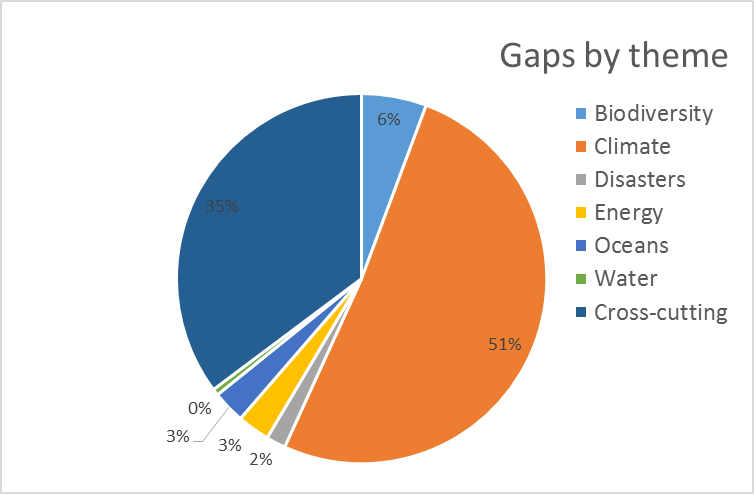 Gaps by theme
Biodiversity
Climate
Disasters
Energy
Oceans
Water
Cross-cutting
6%
51%
2%
3%
3%
0%
35%